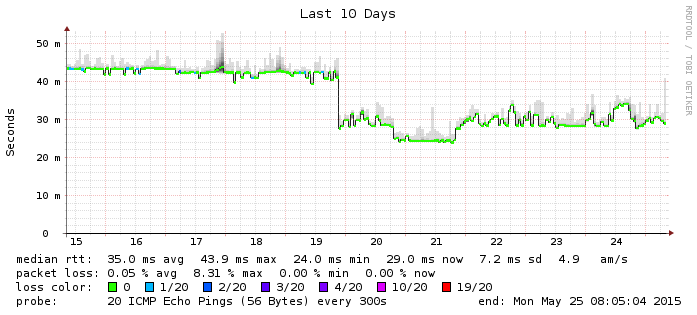 Last 10 Days
RRDTOOL / TOBI OETIKER
Seconds
50 m
40 m
30 m
20 m
10 m
0
15 16 17 18 19 20 21 22 23 24
median rtt: 35.0 ms avg 43.9 ms max 24.0 ms min 29.0 ms now 7.2 ms sd 4.9 am/s
packet loss: 0.05 % avg 8.31 % max 0.00 % min 0.00 % now
loss color: 0 1/20 2/20 3/20 4/20 10/20 19/20
probe: 20 ICMP Echo Pings (56 Bytes) every 300s end: Mon May 25 08:05:04 2015